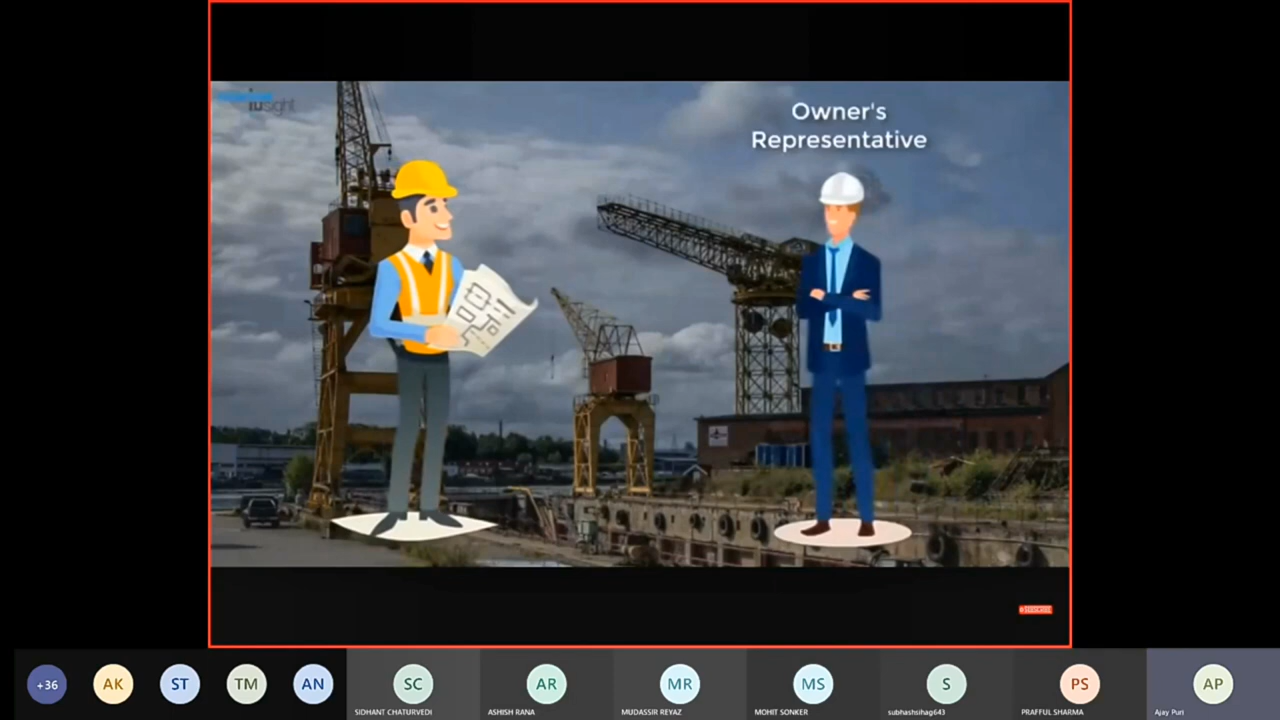 Owner's
Representative
+36
AK
ST
TM
AN
SC
AR
MR
MS
S
PS
AP
SIDHANT CHATURVEDI
ASHISH RANA
MUDASSIR REYAZ
MOHIT SONKER
subhashsihag643
PRAFFUL SHARMA
Ajay Puri